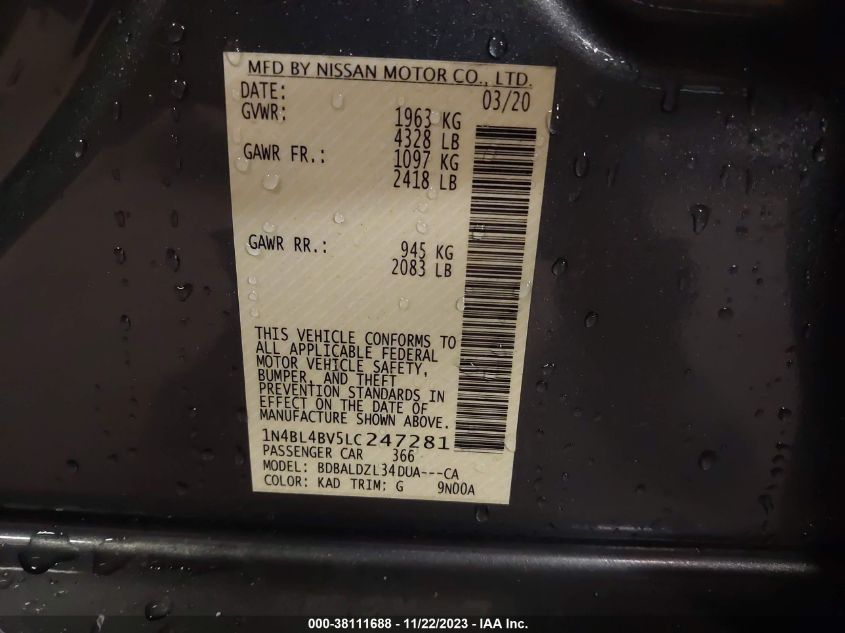 MFD BY NISSAN MOTOR CO., LTD.
DATE: 03/20
GVWR: 1963 KG
4328 LB
GAWR FR.: 1097 KG
2418 LB
GAWR RR.: 945 KG
2083 LB
THIS VEHICLE CONFORMS TO
ALL APPLICABLE FEDERAL
MOTOR VEHICLE SAFETY,
BUMPER, AND THEFT
PREVENTION STANDARDS IN
EFFECT ON THE DATE OF
MANUFACTURE SHOWN ABOVE.
1N4BL4BV5LC247281
PASSENGER CAR 366
MODEL: BDBALDZL34DUA---CA
COLOR: KAD TRIM: G 9N00A
000-38111688 - 11/22/2023 - IAA Inc.